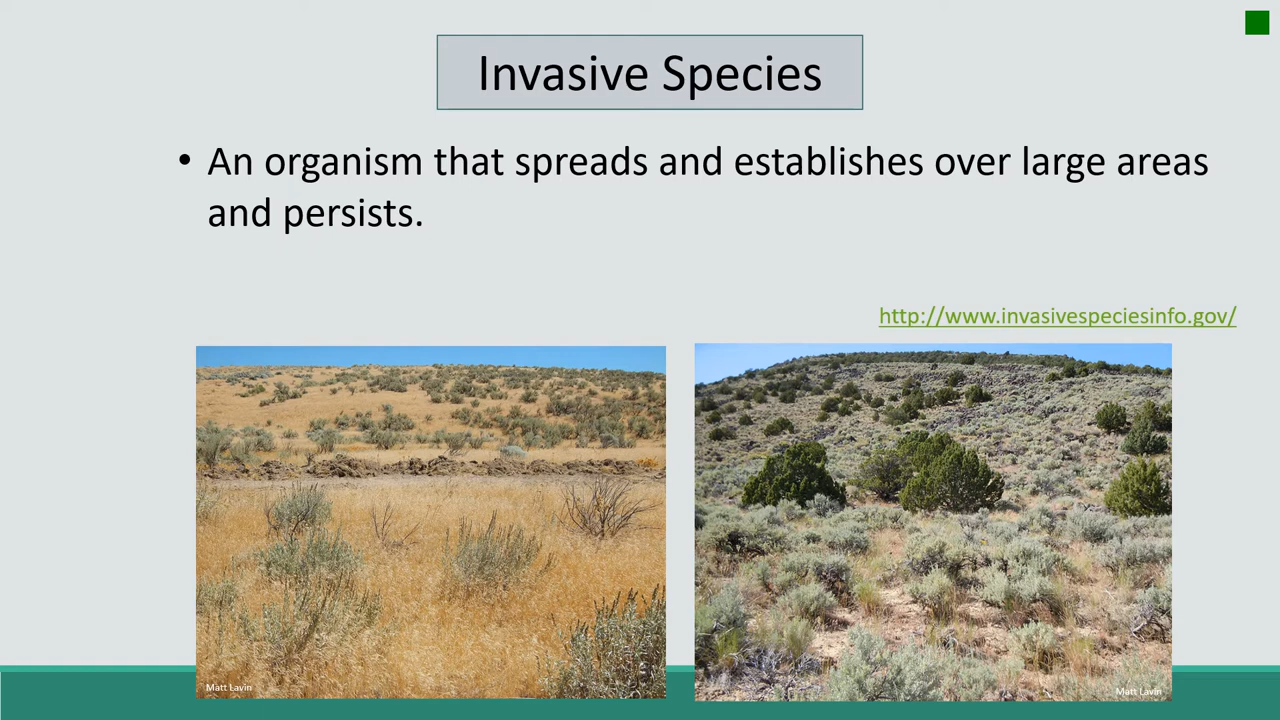 Invasive Species
• An organism that spreads and establishes over large areas
and persists.
http://www.invasivespeciesinfo.gov/
Matt Lavin
Matt Lavin